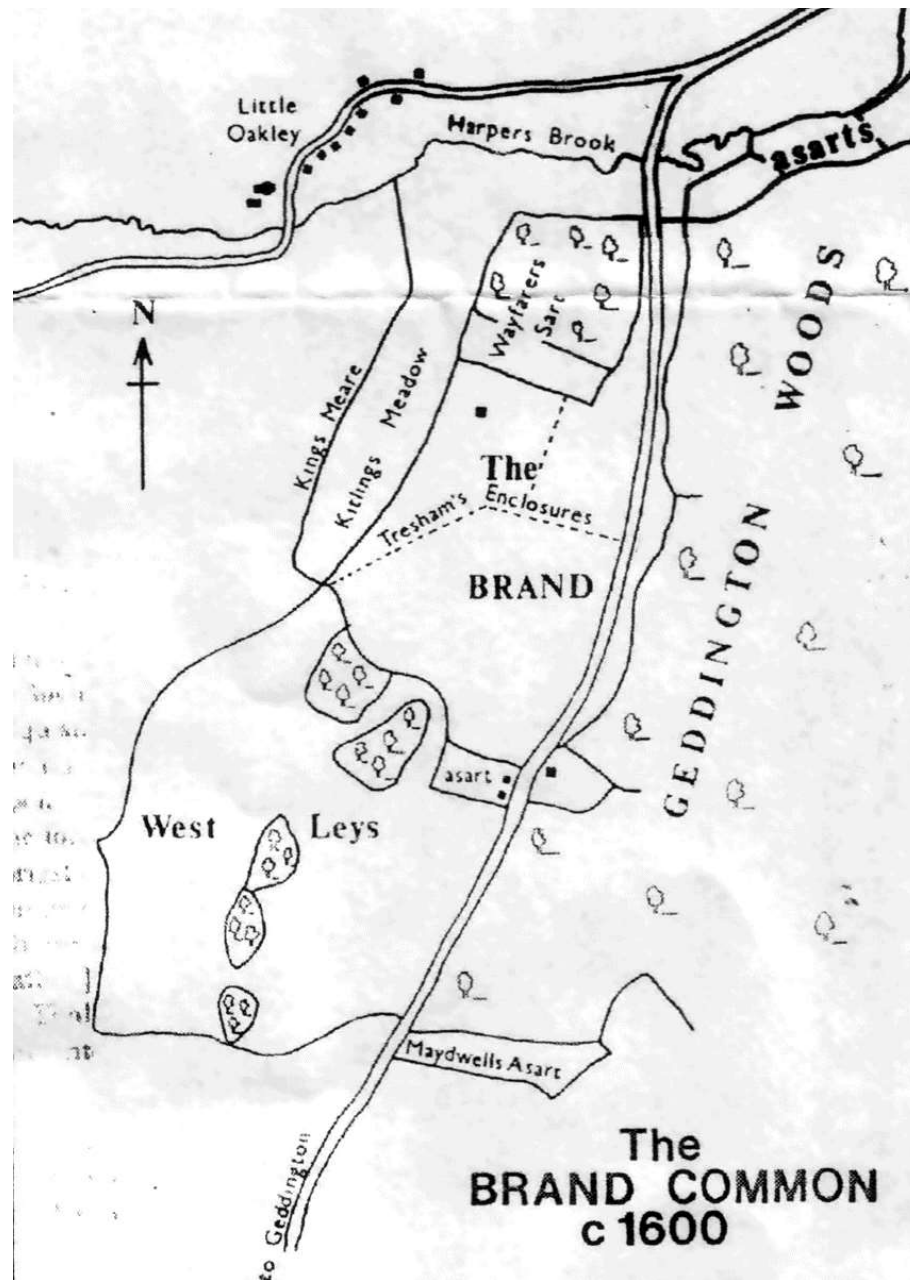 Little
Oakley
Harpers Brook
asarts
N
Wayfarers
Sart
WOODS
Kings Meare
Kitlings Meadow
The
Tresham's Enclosures
BRAND
GEDDINGTON
asart
West Leys
Maydwells Asart
to Geddington
The
BRAND COMMON
c 1600